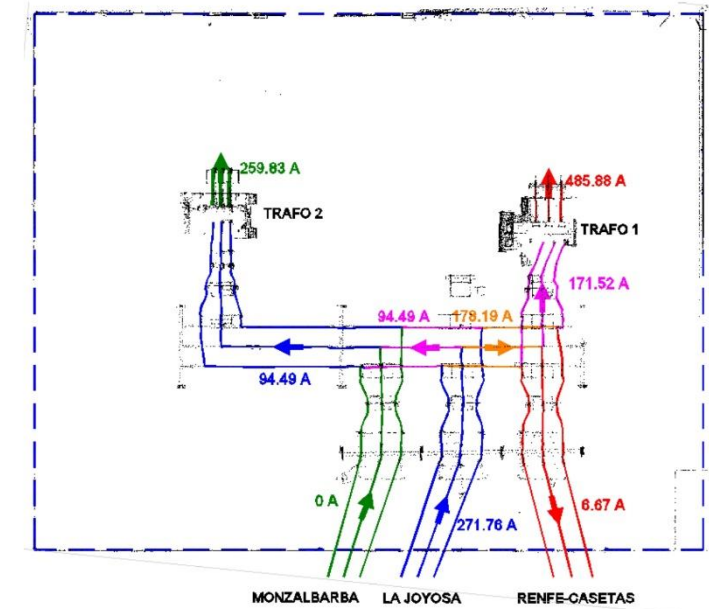 259.83 A
485.88 A
TRAFO 2
TRAFO 1
171.52 A
94.49 A
178.19 A
94.49 A
0 A
271.76 A
6.67 A
MONZALBARBA
LA JOYOSA
RENFE-CASETAS